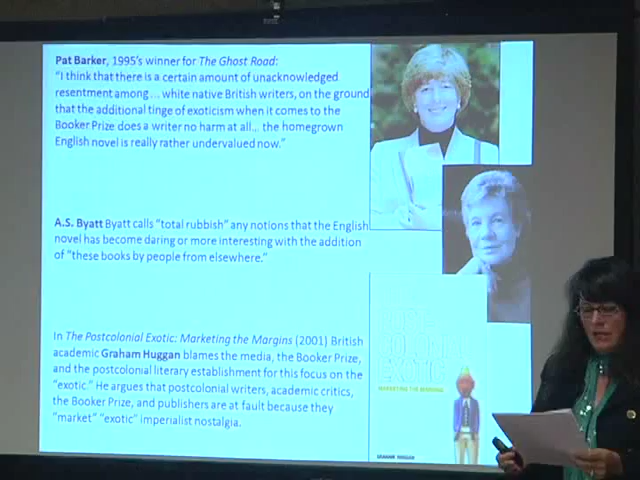 Pat Barker, 1995's winner for The Ghost Road:
"I think that there is a certain amount of unacknowledged
resentment among… white native British writers, on the ground
that the additional tinge of exoticism when it comes to the
Booker Prize does a writer no harm at all… the homegrown
English novel is really rather undervalued now."
A.S. Byatt Byatt calls "total rubbish" any notions that the English
novel has become daring or more interesting with the addition
of "these books by people from elsewhere."
In The Postcolonial Exotic: Marketing the Margins (2001) British
academic Graham Huggan blames the media, the Booker Prize,
and the postcolonial literary establishment for this focus on the
"exotic." He argues that postcolonial writers, academic critics,
the Booker Prize, and publishers are at fault because they
"market" "exotic" imperialist nostalgia.
EXOTIC
MARKETING THE MARGINS
GRAHAM HUGGAN